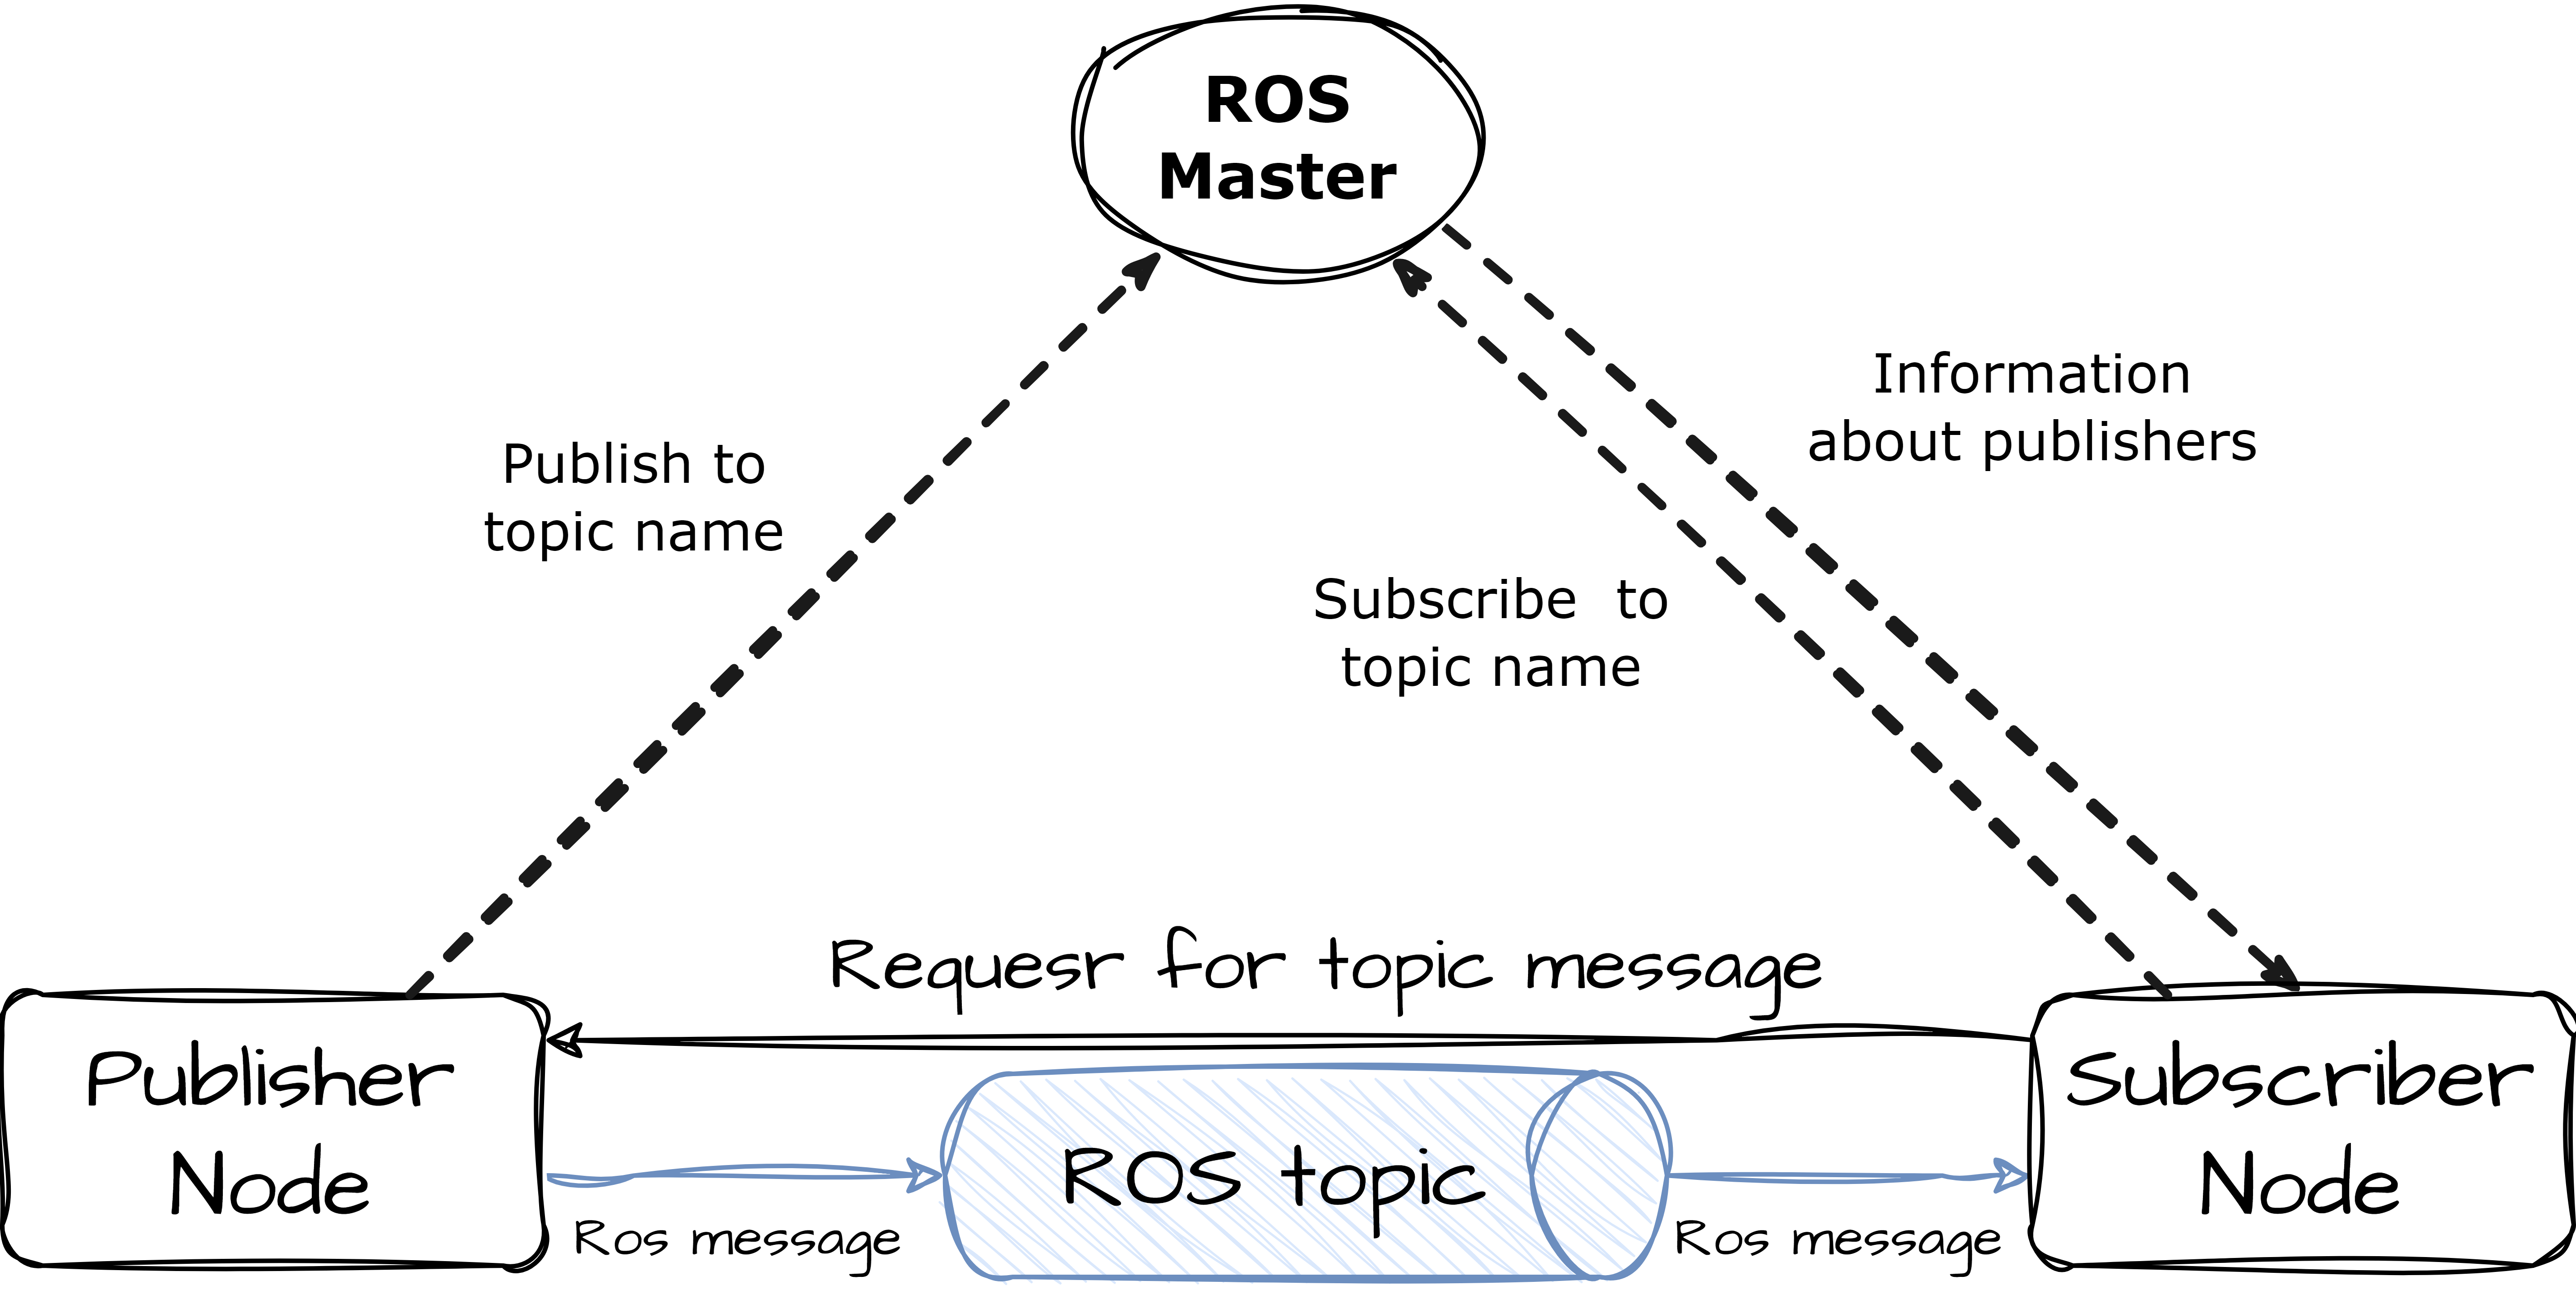 ROS
Master
Information
about publishers
Publish to
topic name
Subscribe  to
topic name
Requesr for topic message
Publisher
Node
Subscriber
Node
ROS topic
Ros message
Ros message